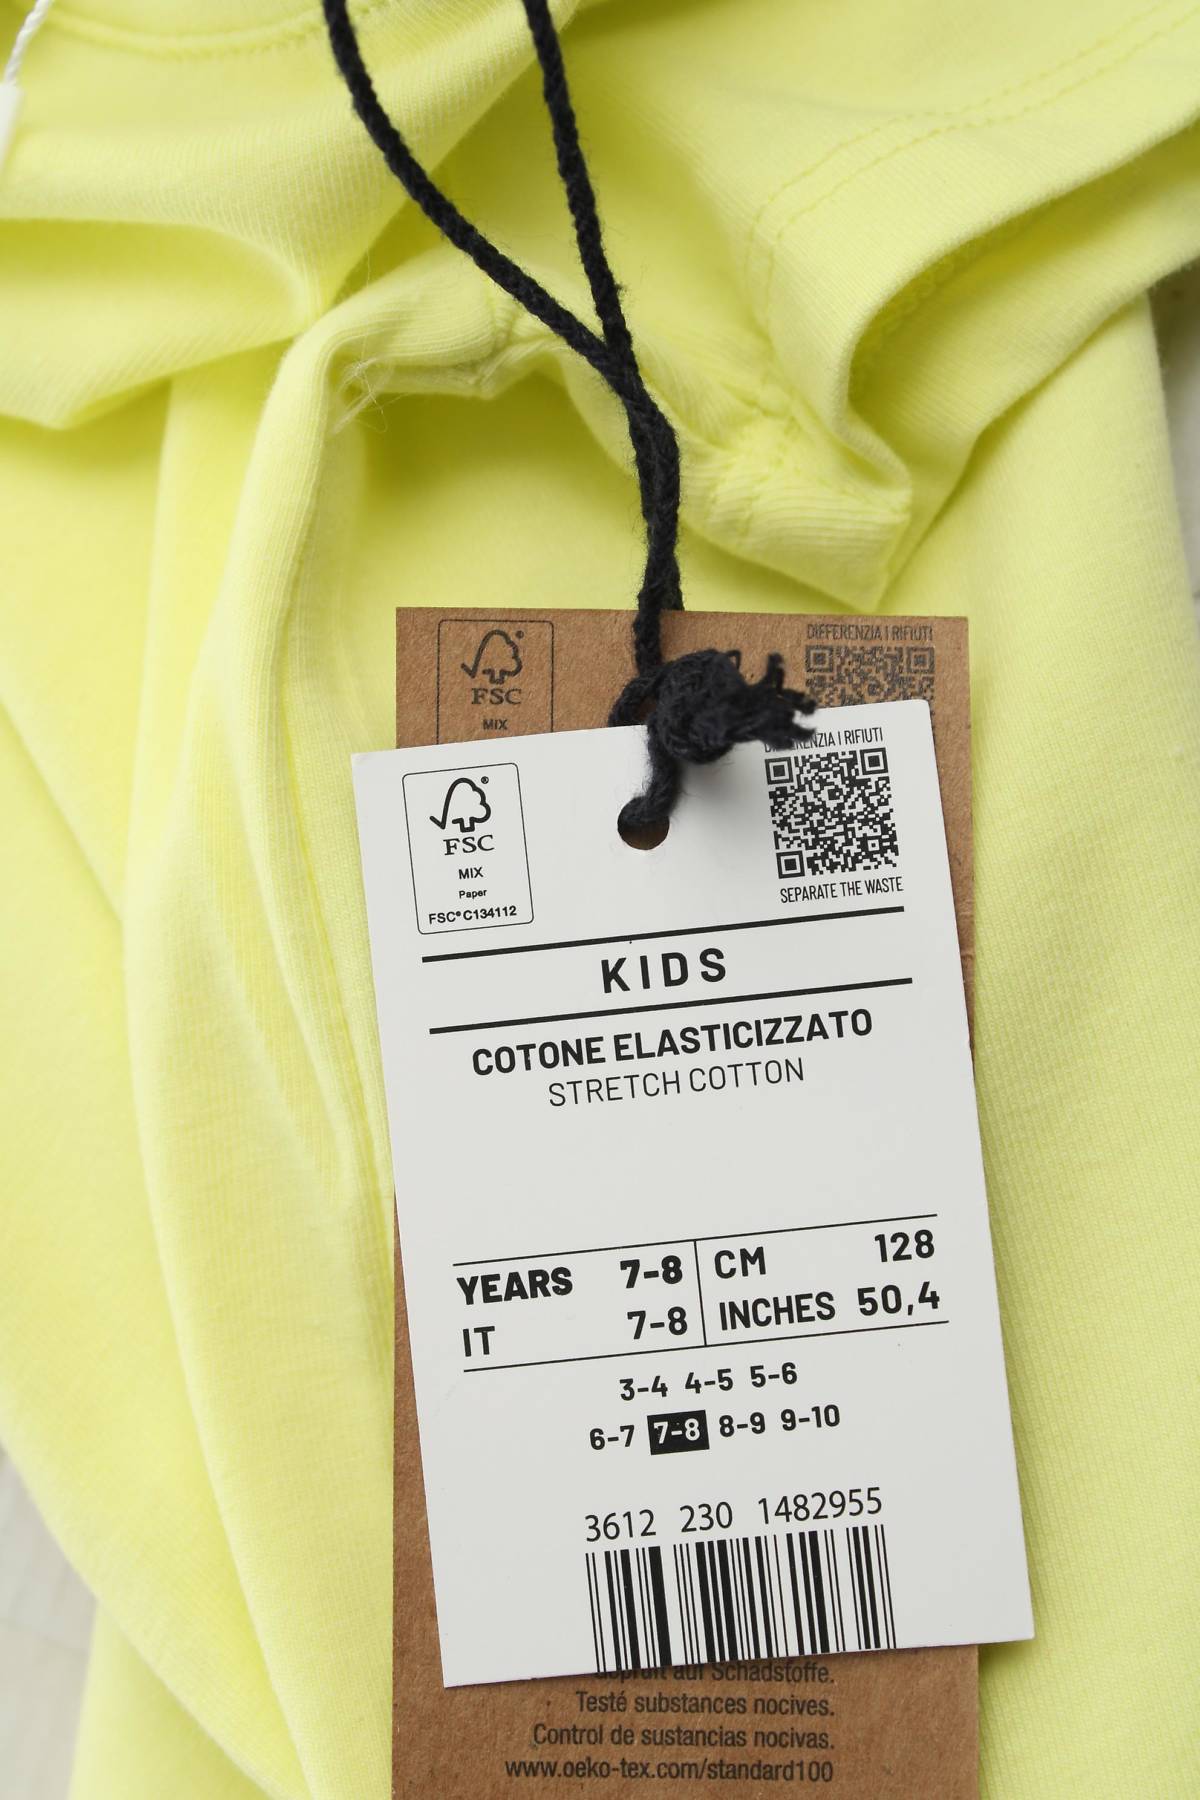 FSC
MIX
DIFFERENZIA I RIFIUTI
FSC®
MIX
Paper
FSC® C134112
DIFFERENZIA I RIFIUTI
SEPARATE THE WASTE
KIDS
COTONE ELASTICIZZATO
STRETCH COTTON
YEARS 7-8 CM 128
IT 7-8 INCHES 50,4
3-4 4-5 5-6
6-7 7-8 8-9 9-10
3612 230 1482955
auf Schadstoffe.
Testé substances nocives.
Control de sustancias nocivas.
www.oeko-tex.com/standard100